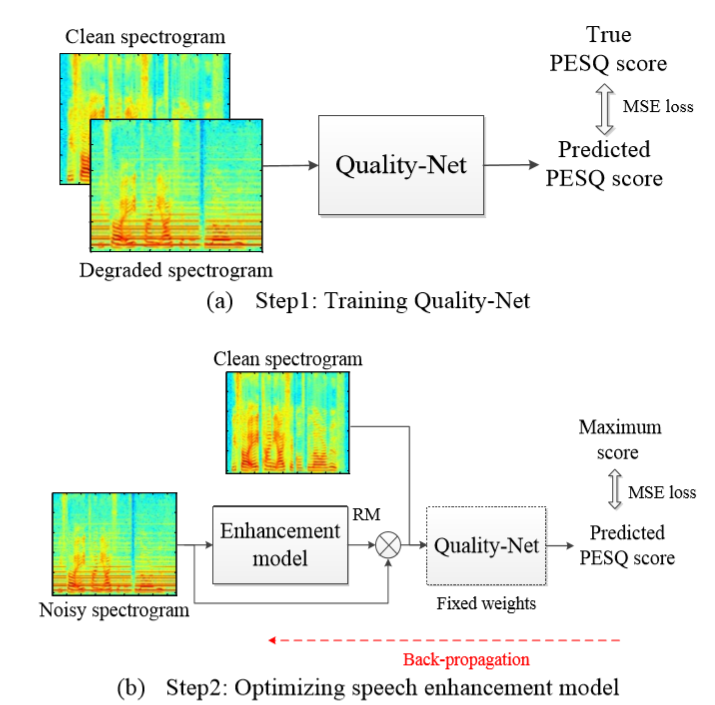 Clean spectrogram
True
PESQ score
MSE loss
Quality-Net
Predicted
PESQ score
Degraded spectrogram
(a) Step1: Training Quality-Net
Clean spectrogram
Maximum
score
MSE loss
RM
Enhancement
model
Quality-Net
Predicted
PESQ score
Noisy spectrogram
Fixed weights
Back-propagation
(b) Step2: Optimizing speech enhancement model